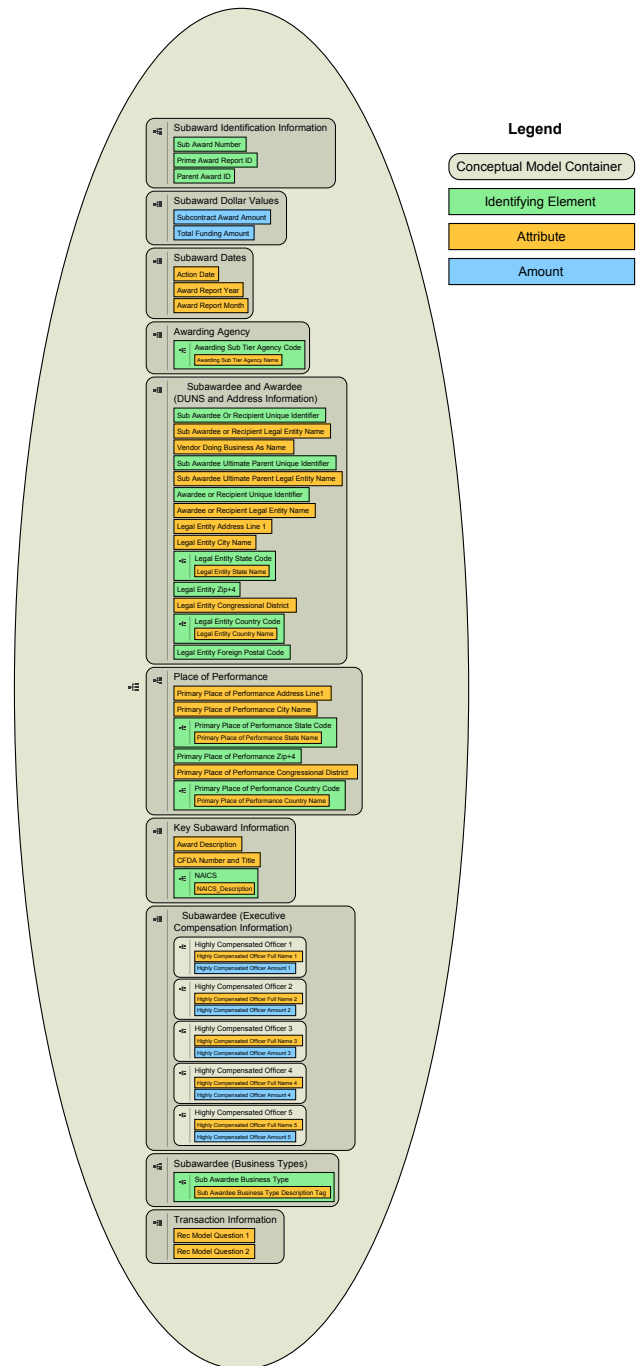 Subaward Identification Information
Sub Award Number
Prime Award Report ID
Parent Award ID
Subaward Dollar Values
Subcontract Award Amount
Total Funding Amount
Subaward Dates
Action Date
Award Report Year
Award Report Month
Awarding Agency
Awarding Sub Tier Agency Code
Awarding Sub Tier Agency Name
Subawardee and Awardee
(DUNS and Address Information)
Sub Awardee Or Recipient Unique Identifier
Sub Awardee or Recipient Legal Entity Name
Vendor Doing Business As Name
Sub Awardee Ultimate Parent Unique Identifier
Sub Awardee Ultimate Parent Legal Entity Name
Awardee or Recipient Unique Identifier
Awardee or Recipient Legal Entity Name
Legal Entity Address Line 1
Legal Entity City Name
Legal Entity State Code
Legal Entity State Name
Legal Entity Zip+4
Legal Entity Congressional District
Legal Entity Country Code
Legal Entity Country Name
Legal Entity Foreign Postal Code
Place of Performance
Primary Place of Performance Address Line1
Primary Place of Performance City Name
Primary Place of Performance State Code
Primary Place of Performance State Name
Primary Place of Performance Zip+4
Primary Place of Performance Congressional District
Primary Place of Performance Country Code
Primary Place of Performance Country Name
Key Subaward Information
Award Description
CFDA Number and Title
NAICS
NAICS_Description
Subawardee (Executive
Compensation Information)
Highly Compensated Officer 1
Highly Compensated Officer Full Name 1
Highly Compensated Officer Amount 1
Highly Compensated Officer 2
Highly Compensated Officer Full Name 2
Highly Compensated Officer Amount 2
Highly Compensated Officer 3
Highly Compensated Officer Full Name 3
Highly Compensated Officer Amount 3
Highly Compensated Officer 4
Highly Compensated Officer Full Name 4
Highly Compensated Officer Amount 4
Highly Compensated Officer 5
Highly Compensated Officer Full Name 5
Highly Compensated Officer Amount 5
Subawardee (Business Types)
Sub Awardee Business Type
Sub Awardee Business Type Description Tag
Transaction Information
Rec Model Question 1
Rec Model Question 2
Legend
Conceptual Model Container
Identifying Element
Attribute
Amount